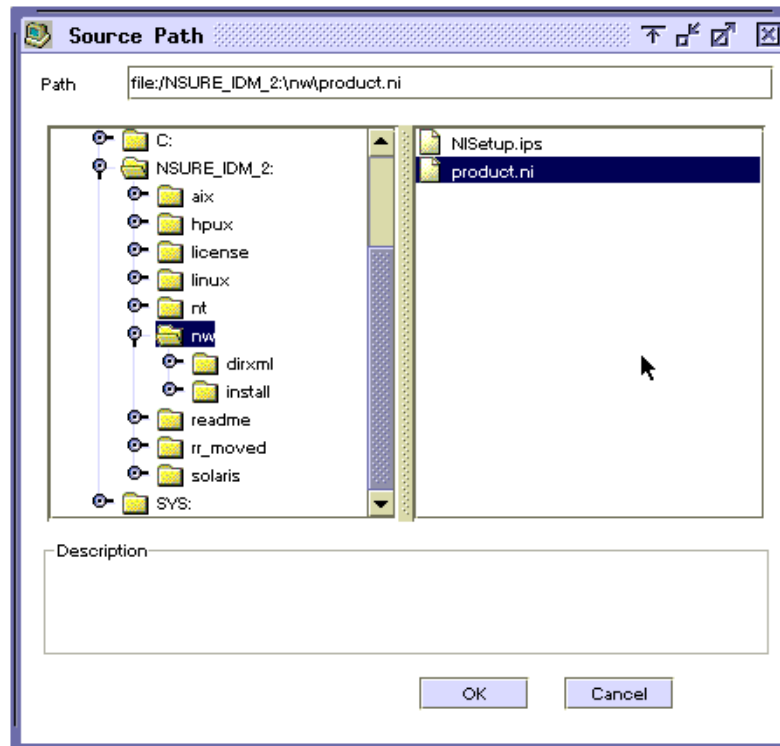 Source Path
Path file:/NSURE_IDM_2:\nw\product.ni
C:
NSURE_IDM_2:
aix
hpux
license
linux
nt
nw
dirxml
install
readme
rr_moved
solaris
SYS:
NISetup.ips
product.ni
Description
OK Cancel